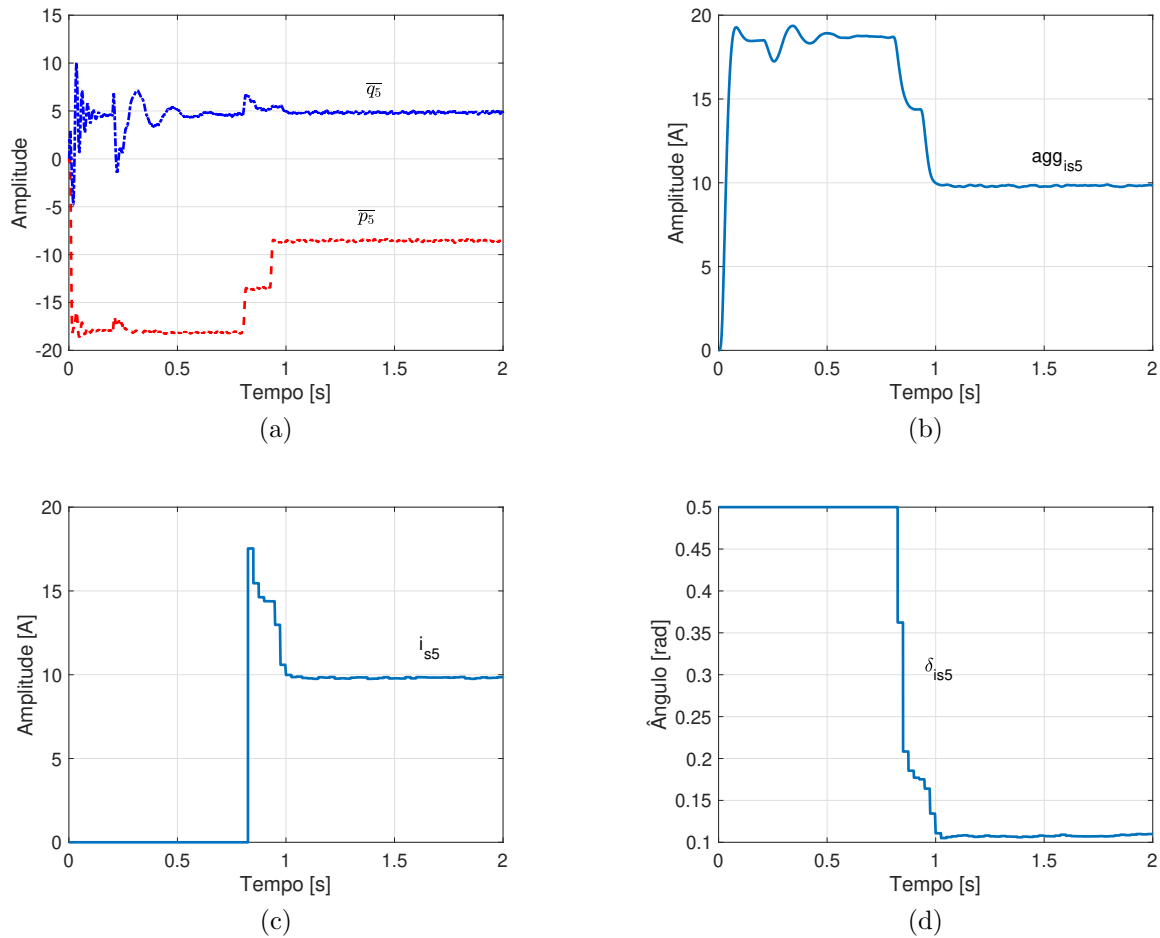 15
10
5
0
-5
-10
-15
-20
0
0.5
1
1.5
2
Amplitude
Tempo [s]
q5
p5
(a)
20
15
10
5
0
0
0.5
1
1.5
2
Amplitude [A]
Tempo [s]
agg_is5
(b)
20
15
10
5
0
0
0.5
1
1.5
2
Amplitude [A]
Tempo [s]
i_s5
(c)
0.5
0.45
0.4
0.35
0.3
0.25
0.2
0.15
0.1
0
0.5
1
1.5
2
Ângulo [rad]
Tempo [s]
δ_is5
(d)